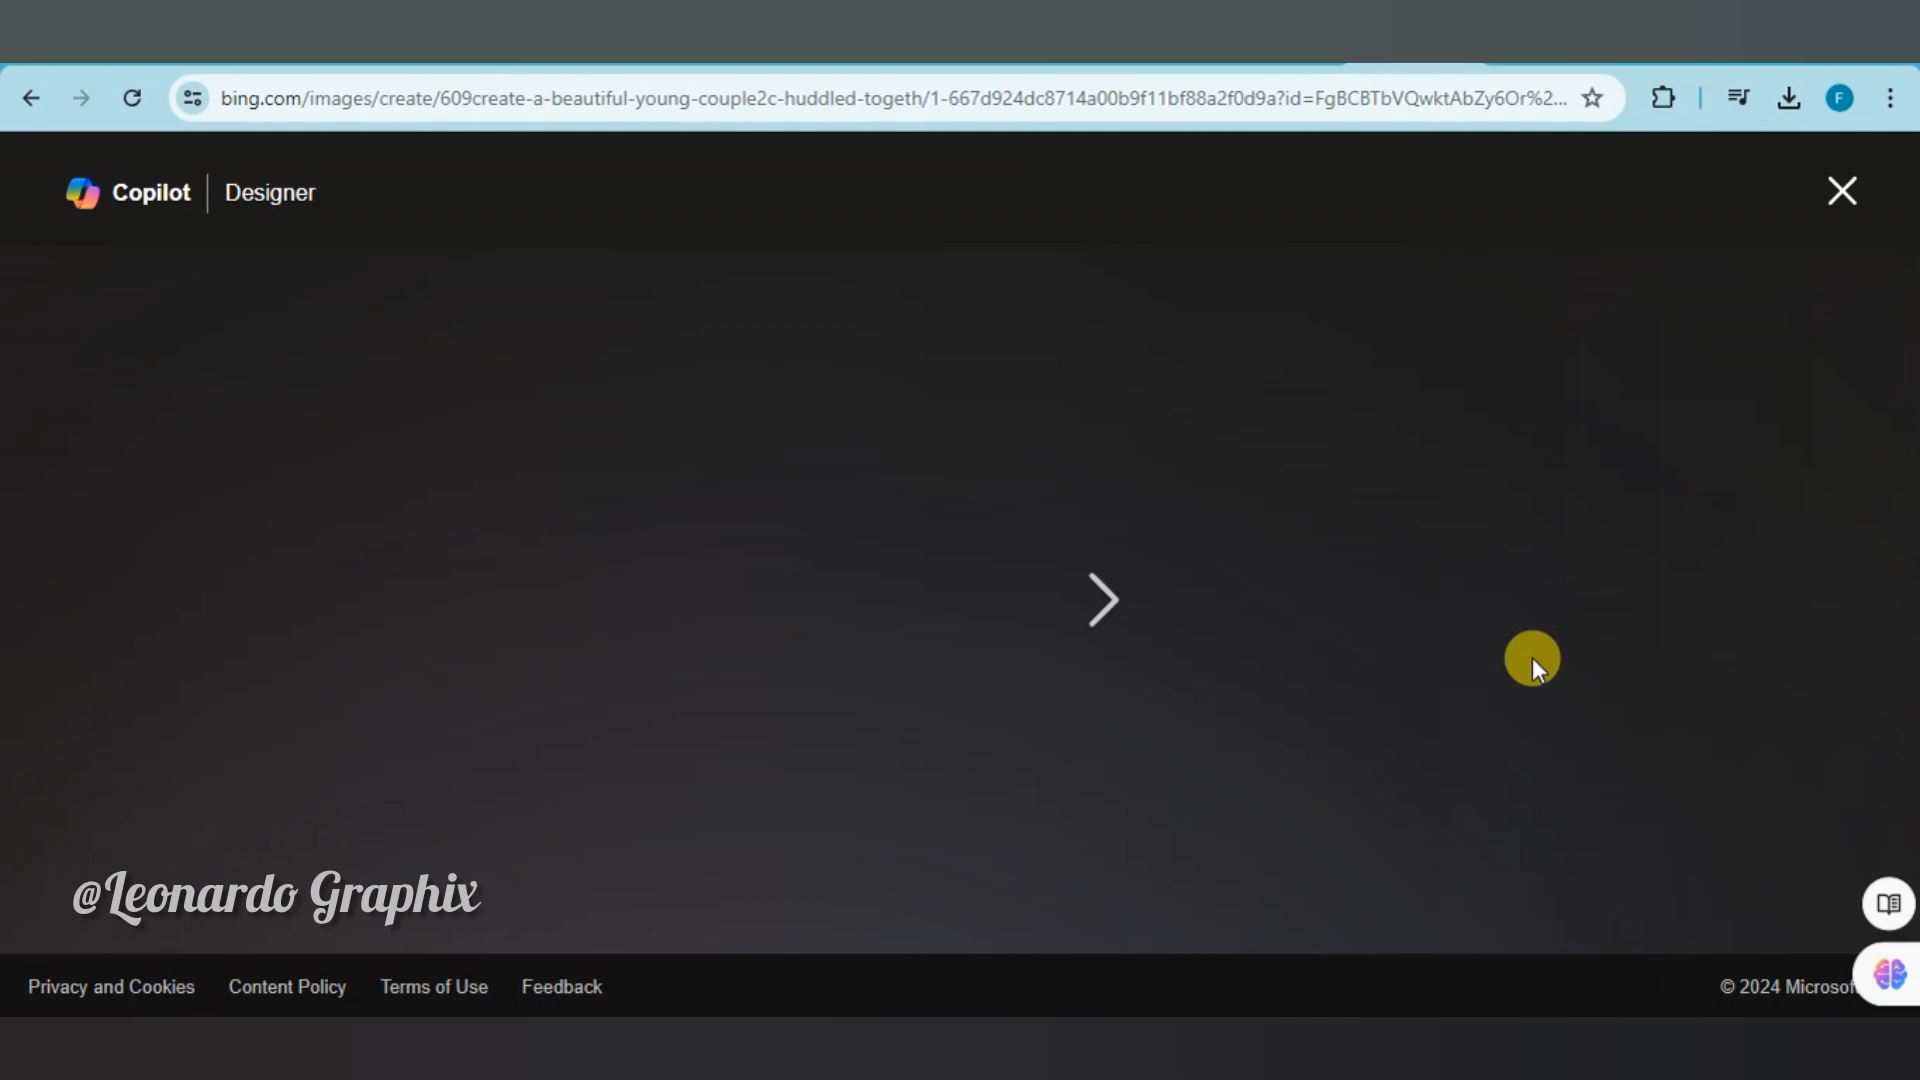 bing.com/images/create/609create-a-beautiful-young-couple2c-huddled-togeth/1-667d924dc8714a00b9f11bf88a2f0d9a?id=FgBCBTbVQwktAbZy6Or%2...
F
Copilot | Designer
@Leonardo Graphix
Privacy and Cookies Content Policy Terms of Use Feedback © 2024 Microsof